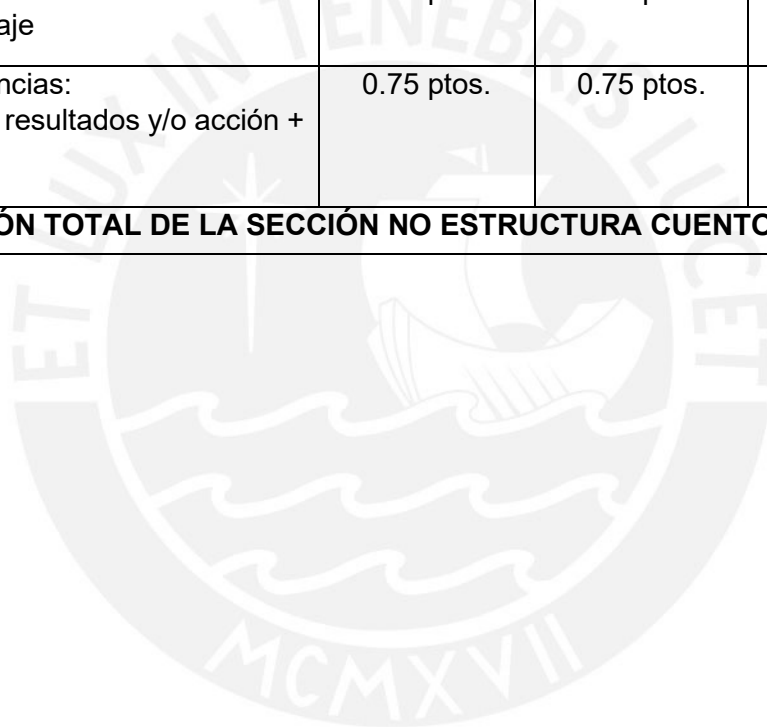 aje
ncias: 0.75 ptos. 0.75 ptos.
resultados y/o acción +
ÓN TOTAL DE LA SECCIÓN NO ESTRUCTURA CUENTO
ET LUX IN TENEBRIS LUCET
MCMXVII